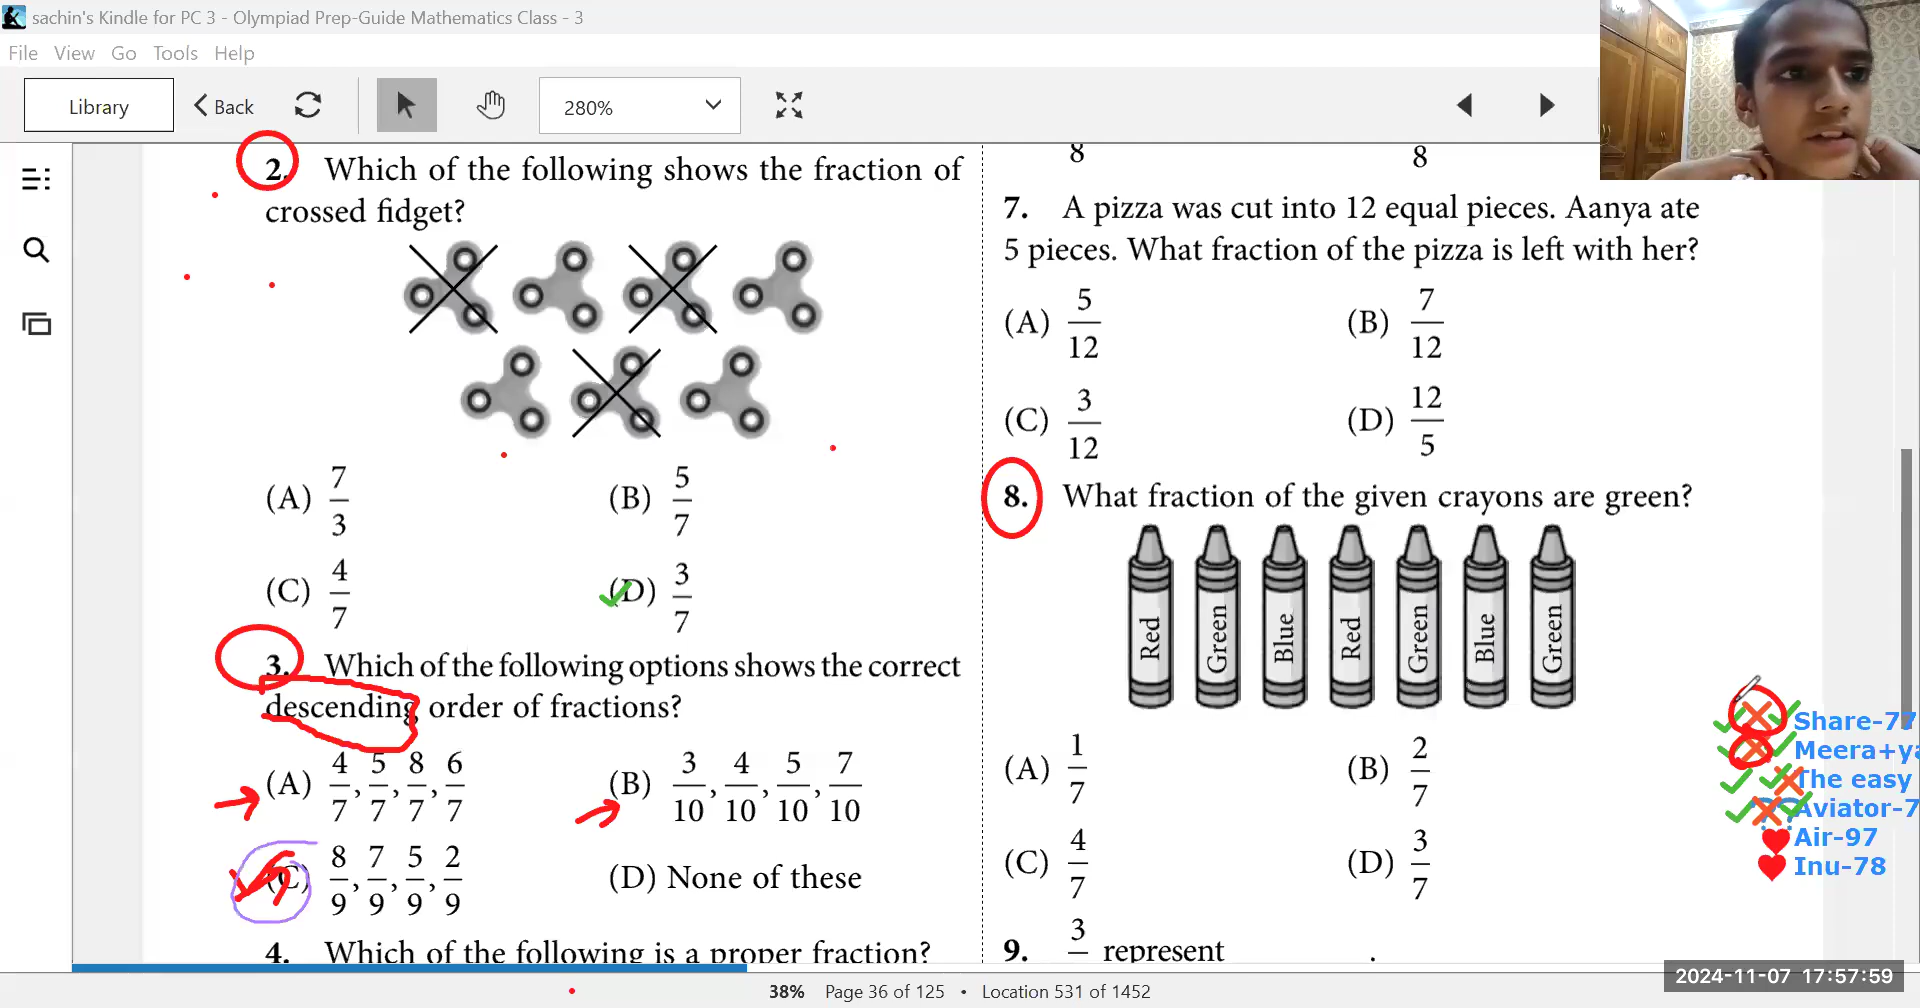 sachin's Kindle for PC 3 - Olympiad Prep-Guide Mathematics Class - 3
File View Go Tools Help
Library Back 280%
2. Which of the following shows the fraction of
crossed fidget?
(A) 7/3 (B) 5/7
(C) 4/7 (D) 3/7
3. Which of the following options shows the correct
descending order of fractions?
(A) 4/7, 5/7, 8/7, 6/7 (B) 3/10, 4/10, 5/10, 7/10
(C) 8/9, 7/9, 5/9, 2/9 (D) None of these
4. Which of the following is a proper fraction?
8 8
7. A pizza was cut into 12 equal pieces. Aanya ate
5 pieces. What fraction of the pizza is left with her?
(A) 5/12 (B) 7/12
(C) 3/12 (D) 12/5
8. What fraction of the given crayons are green?
Red Green Blue Red Green Blue Green
(A) 1/7 (B) 2/7
(C) 4/7 (D) 3/7
9. 3 represent .
Share-77
Meera+ya
The easy
Aviator-7
Air-97
Inu-78
2024-11-07 17:57:59
38% Page 36 of 125 • Location 531 of 1452